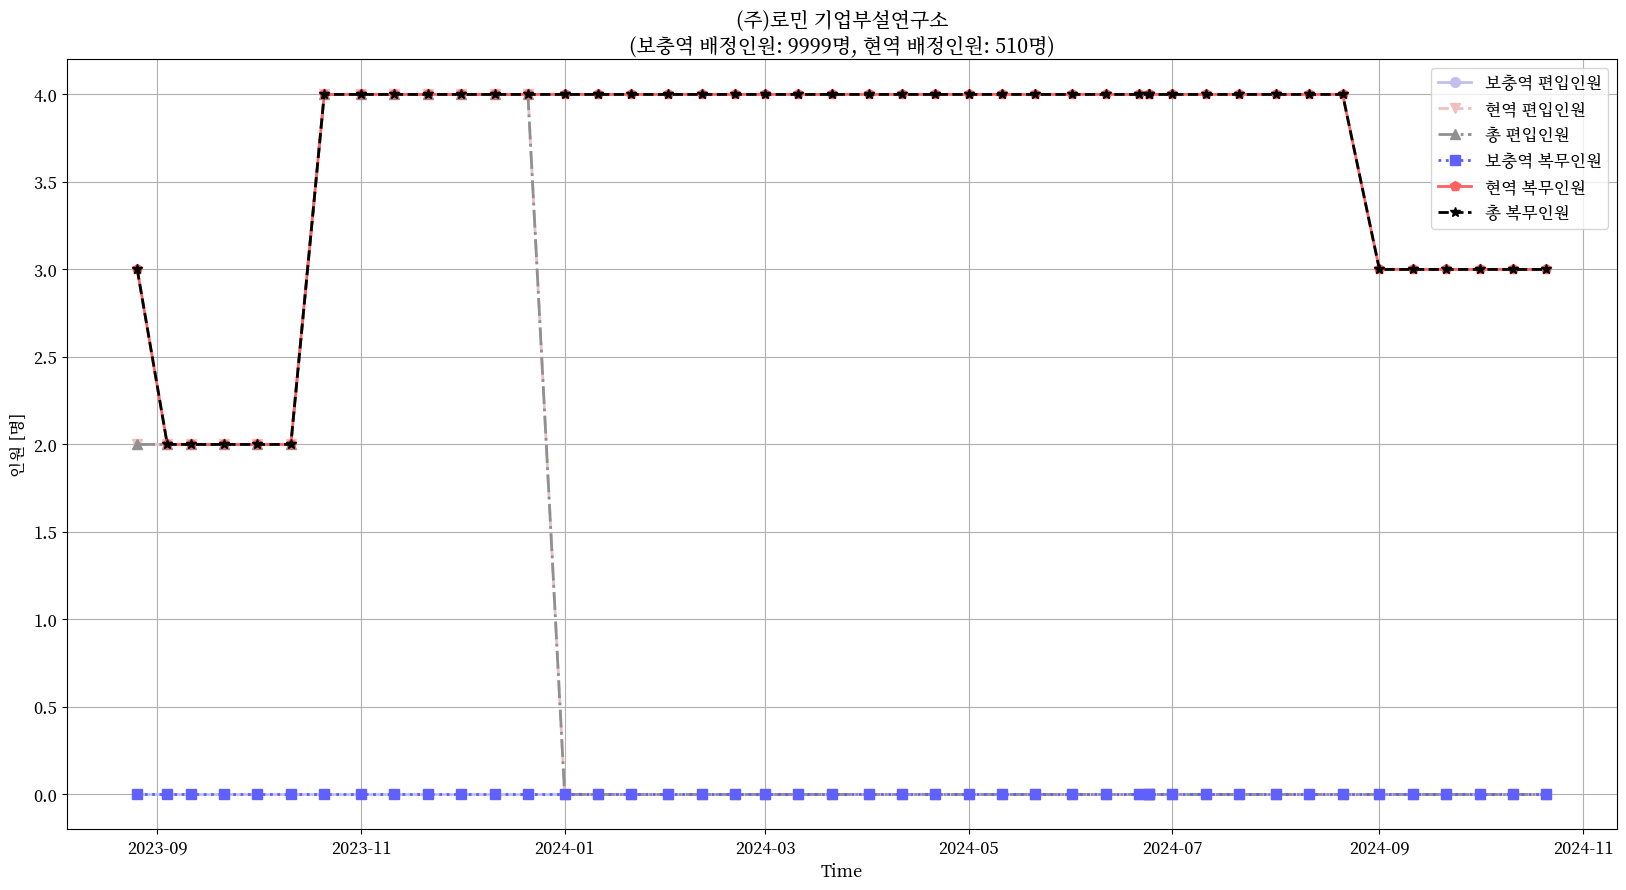 (주)로민 기업부설연구소
(보충역 배정인원: 9999명, 현역 배정인원: 510명)
4.0
3.5
3.0
2.5
2.0
1.5
1.0
0.5
0.0
인원 [명]
보충역 편입인원
현역 편입인원
총 편입인원
보충역 복무인원
현역 복무인원
총 복무인원
2023-09 2023-11 2024-01 2024-03 2024-05 2024-07 2024-09 2024-11
Time